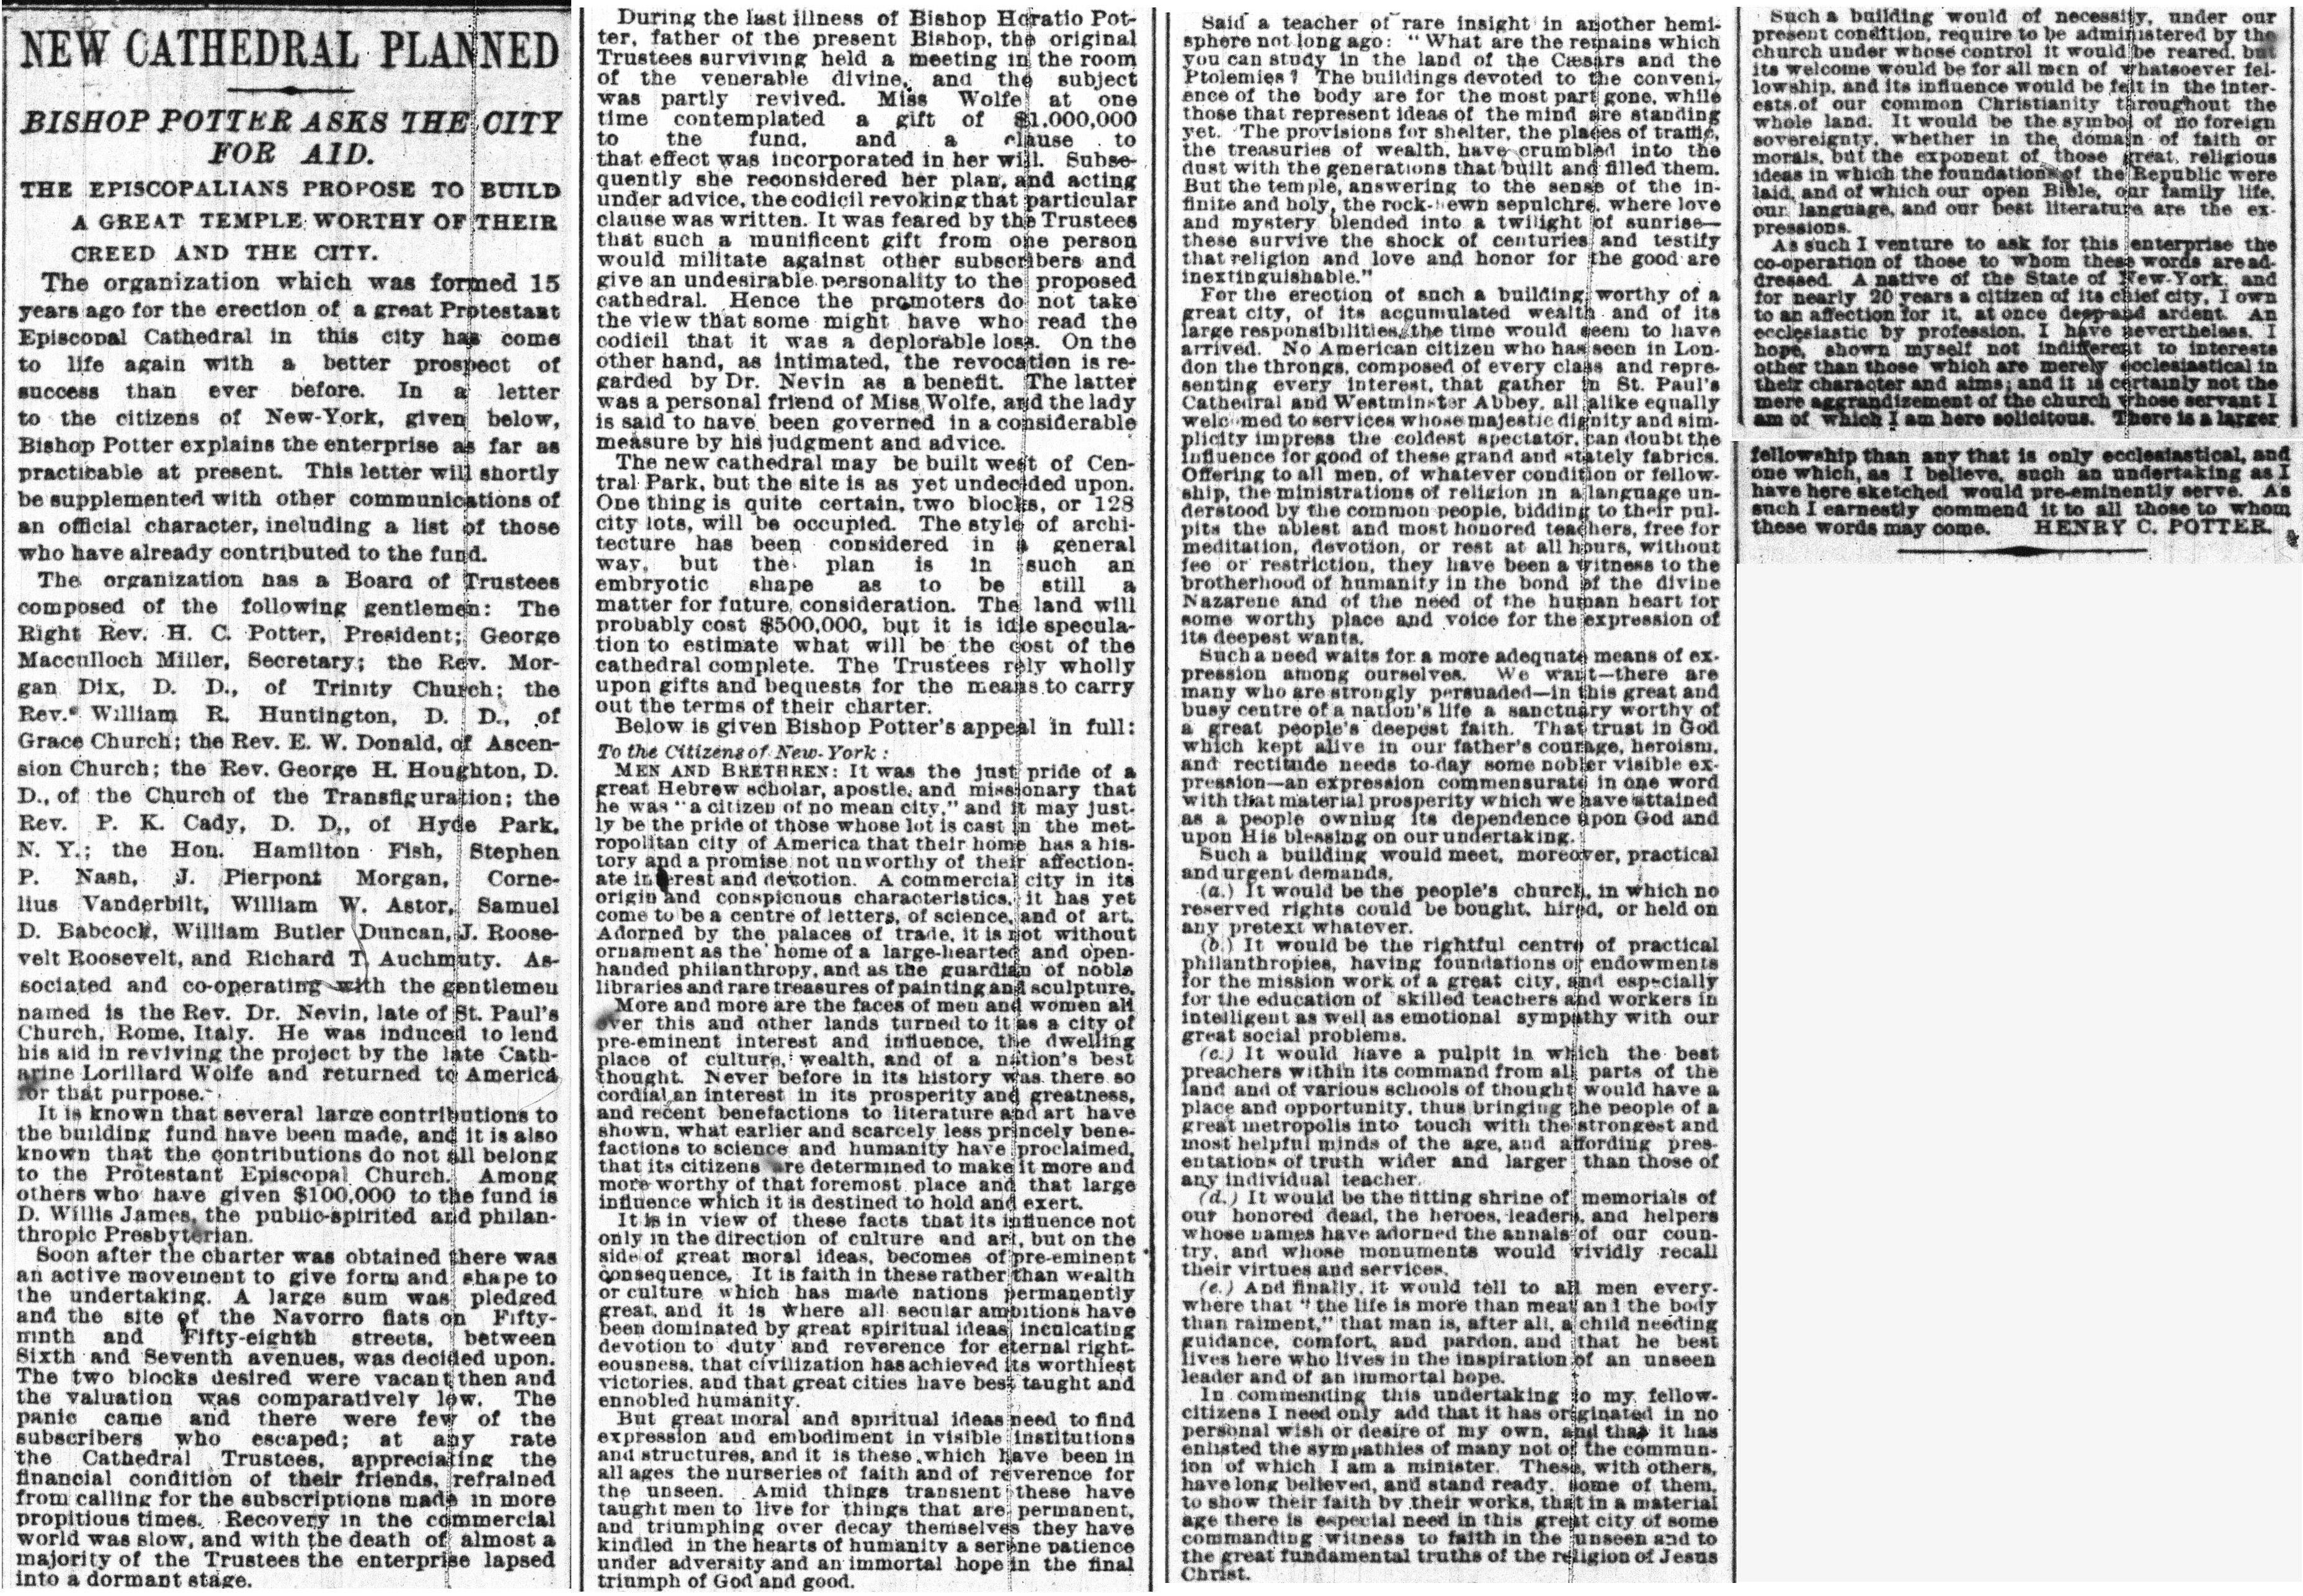 NEW CATHEDRAL PLANNED
BISHOP POTTER ASKS THE CITY
FOR AID.
THE EPISCOPALIANS PROPOSE TO BUILD
A GREAT TEMPLE WORTHY OF THEIR
CREED AND THE CITY.
The organization which was formed 15
years ago for the erection of a great Protestant
Episcopal Cathedral in this city has come
to life again with a better prospect of
success than ever before. In a letter
to the citizens of New-York, given below,
Bishop Potter explains the enterprise as far as
practicable at present. This letter will shortly
be supplemented with other communications of
an official character, including a list of those
who have already contributed to the fund.
The organization has a Board of Trustees
composed of the following gentlemen: The
Right Rev. H. C. Potter, President; George
Macculloch Miller, Secretary; the Rev. Mor-
gan Dix, D. D., of Trinity Church; the
Rev. William R. Huntington, D. D., of
Grace Church; the Rev. E. W. Donald, of Ascen-
sion Church; the Rev. George H. Houghton, D.
D., of the Church of the Transfiguration; the
Rev. P. K. Cady, D. D., of Hyde Park,
N. Y.; the Hon. Hamilton Fish, Stephen
P. Nash, J. Pierpont Morgan, Corne-
lius Vanderbilt, William W. Astor, Samuel
D. Babcock, William Butler Duncan, J. Roose-
velt Roosevelt, and Richard T. Auchmuty. As-
sociated and co-operating with the gentlemen
named is the Rev. Dr. Nevin, late of St. Paul's
Church, Rome, Italy. He was induced to lend
his aid in reviving the project by the late Cath-
arine Lorillard Wolfe and returned to America
for that purpose.
It is known that several large contributions to
the building fund have been made, and it is also
known that the contributions do not all belong
to the Protestant Episcopal Church. Among
others who have given $100,000 to the fund is
D. Willis James, the public-spirited and philan-
thropic Presbyterian.
Soon after the charter was obtained there was
an active movement to give form and shape to
the undertaking. A large sum was pledged
and the site of the Navorro flats on Fifty-
ninth and Fifty-eighth streets, between
Sixth and Seventh avenues, was decided upon.
The two blocks desired were vacant then and
the valuation was comparatively low. The
panic came and there were few of the
subscribers who escaped; at any rate
the Cathedral Trustees, appreciating the
financial condition of their friends, refrained
from calling for the subscriptions made in more
propitious times. Recovery in the commercial
world was slow, and with the death of almost a
majority of the Trustees the enterprise lapsed
into a dormant stage.
During the last illness of Bishop Horatio Pot-
ter, father of the present Bishop, the original
Trustees surviving held a meeting in the room
of the venerable divine, and the subject
was partly revived. Miss Wolfe at one
time contemplated a gift of $1,000,000
to the fund, and a clause to
that effect was incorporated in her will. Subse-
quently she reconsidered her plan, and acting
under advice, the codicil revoking that particular
clause was written. It was feared by the Trustees
that such a munificent gift from one person
would militate against other subscribers and
give an undesirable personality to the proposed
cathedral. Hence the promoters do not take
the view that some might have who read the
codicil that it was a deplorable loss. On the
other hand, as intimated, the revocation is re-
garded by Dr. Nevin as a benefit. The latter
was a personal friend of Miss Wolfe, and the lady
is said to have been governed in a considerable
measure by his judgment and advice.
The new cathedral may be built west of Cen-
tral Park, but the site is as yet undecided upon.
One thing is quite certain, two blocks, or 128
city lots, will be occupied. The style of archi-
tecture has been considered in a general
way, but the plan is in such an
embryotic shape as to be still a
matter for future consideration. The land will
probably cost $500,000, but it is idle specula-
tion to estimate what will be the cost of the
cathedral complete. The Trustees rely wholly
upon gifts and bequests for the means to carry
out the terms of their charter.
Below is given Bishop Potter's appeal in full:
To the Citizens of New-York:
MEN AND BRETHREN: It was the just pride of a
great Hebrew scholar, apostle, and missionary that
he was "a citizen of no mean city," and it may just-
ly be the pride of those whose lot is cast in the met-
ropolitan city of America that their home has a his-
tory and a promise not unworthy of their affection-
ate interest and devotion. A commercial city in its
origin and conspicuous characteristics, it has yet
come to be a centre of letters, of science, and of art.
Adorned by the palaces of trade, it is not without
ornament as the home of a large-hearted and open-
handed philanthropy, and as the guardian of noble
libraries and rare treasures of painting and sculpture.
More and more are the faces of men and women all
over this and other lands turned to it as a city of
pre-eminent interest and influence, the dwelling
place of culture, wealth, and of a nation's best
thought. Never before in its history was there so
cordial an interest in its prosperity and greatness,
and recent benefactions to literature and art have
shown, what earlier and scarcely less princely bene-
factions to science and humanity have proclaimed,
that its citizens are determined to make it more and
more worthy of that foremost place and that large
influence which it is destined to hold and exert.
It is in view of these facts that its influence not
only in the direction of culture and art, but on the
side of great moral ideas, becomes of pre-eminent
consequence. It is faith in these rather than wealth
or culture which has made nations permanently
great, and it is where all secular ambitions have
been dominated by great spiritual ideas, inculcating
devotion to duty and reverence for eternal right-
eousness, that civilization has achieved its worthiest
victories, and that great cities have best taught and
ennobled humanity.
But great moral and spiritual ideas need to find
expression and embodiment in visible institutions
and structures, and it is these which have been in
all ages the nurseries of faith and of reverence for
the unseen. Amid things transient these have
taught men to live for things that are permanent,
and triumphing over decay themselves they have
kindled in the hearts of humanity a serene patience
under adversity and an immortal hope in the final
triumph of God and good.
Said a teacher of rare insight in another hemi-
sphere not long ago: "What are the remains which
you can study in the land of the Cæsars and the
Ptolemies? The buildings devoted to the conveni-
ence of the body are for the most part gone, while
those that represent ideas of the mind are standing
yet. The provisions for shelter, the places of traffic,
the treasuries of wealth, have crumbled into the
dust with the generations that built and filled them.
But the temple, answering to the sense of the in-
finite and holy, the rock-hewn sepulchre, where love
and mystery blended into a twilight of sunrise—
these survive the shock of centuries and testify
that religion and love and honor for the good are
inextinguishable."
For the erection of such a building worthy of a
great city, of its accumulated wealth and of its
large responsibilities, the time would seem to have
arrived. No American citizen who has seen in Lon-
don the throngs, composed of every class and repre-
senting every interest, that gather in St. Paul's
Cathedral and Westminster Abbey, all alike equally
welcomed to services whose majestic dignity and sim-
plicity impress the coldest spectator, can doubt the
influence for good of these grand and stately fabrics.
Offering to all men, of whatever condition or fellow-
ship, the ministrations of religion in a language un-
derstood by the common people, bidding to their pul-
pits the ablest and most honored teachers, free for
meditation, devotion, or rest at all hours, without
fee or restriction, they have been a witness to the
brotherhood of humanity in the bond of the divine
Nazarene and of the need of the human heart for
some worthy place and voice for the expression of
its deepest wants.
Such a need waits for a more adequate means of ex-
pression among ourselves. We want—there are
many who are strongly persuaded—in this great and
busy centre of a nation's life a sanctuary worthy of
a great people's deepest faith. That trust in God
which kept alive in our father's courage, heroism,
and rectitude needs to-day some nobler visible ex-
pression—an expression commensurate in one word
with that material prosperity which we have attained
as a people owning its dependence upon God and
upon His blessing on our undertaking.
Such a building would meet, moreover, practical
and urgent demands.
(a.) It would be the people's church, in which no
reserved rights could be bought, hired, or held on
any pretext whatever.
(b.) It would be the rightful centre of practical
philanthropies, having foundations or endowments
for the mission work of a great city, and especially
for the education of skilled teachers and workers in
intelligent as well as emotional sympathy with our
great social problems.
(c.) It would have a pulpit in which the best
preachers within its command from all parts of the
land and of various schools of thought would have a
place and opportunity, thus bringing the people of a
great metropolis into touch with the strongest and
most helpful minds of the age, and affording pres-
entations of truth wider and larger than those of
any individual teacher.
(d.) It would be the fitting shrine of memorials of
our honored dead, the heroes, leaders, and helpers
whose names have adorned the annals of our coun-
try, and whose monuments would vividly recall
their virtues and services.
(e.) And finally, it would tell to all men every-
where that "the life is more than meat and the body
than raiment," that man is, after all, a child needing
guidance, comfort, and pardon, and that he best
lives here who lives in the inspiration of an unseen
leader and of an immortal hope.
In commending this undertaking to my fellow-
citizens I need only add that it has originated in no
personal wish or desire of my own, and that it has
enlisted the sympathies of many not of the commun-
ion of which I am a minister. These, with others,
have long believed, and stand ready, some of them,
to show their faith by their works, that in a material
age there is especial need in this great city of some
commanding witness to faith in the unseen and to
the great fundamental truths of the religion of Jesus
Christ.
Such a building would of necessity, under our
present condition, require to be administered by the
church under whose control it would be reared, but
its welcome would be for all men of whatsoever fel-
lowship, and its influence would be felt in the inter-
ests of our common Christianity throughout the
whole land. It would be the symbol of no foreign
sovereignty, whether in the domain of faith or
morals, but the exponent of those great religious
ideas in which the foundations of the Republic were
laid, and of which our open Bible, our family life,
our language, and our best literature are the ex-
pressions.
As such I venture to ask for this enterprise the
co-operation of those to whom these words are ad-
dressed. A native of the State of New-York, and
for nearly 20 years a citizen of its chief city, I own
to an affection for it, at once deep and ardent. An
ecclesiastic by profession, I have nevertheless, I
hope, shown myself not indifferent to interests
other than those which are merely ecclesiastical in
their character and aims; and it is certainly not the
mere aggrandizement of the church whose servant I
am of which I am here solicitous. There is a larger
fellowship than any that is only ecclesiastical, and
one which, as I believe, such an undertaking as I
have here sketched would pre-eminently serve. As
such I earnestly commend it to all those to whom
these words may come. HENRY C. POTTER.